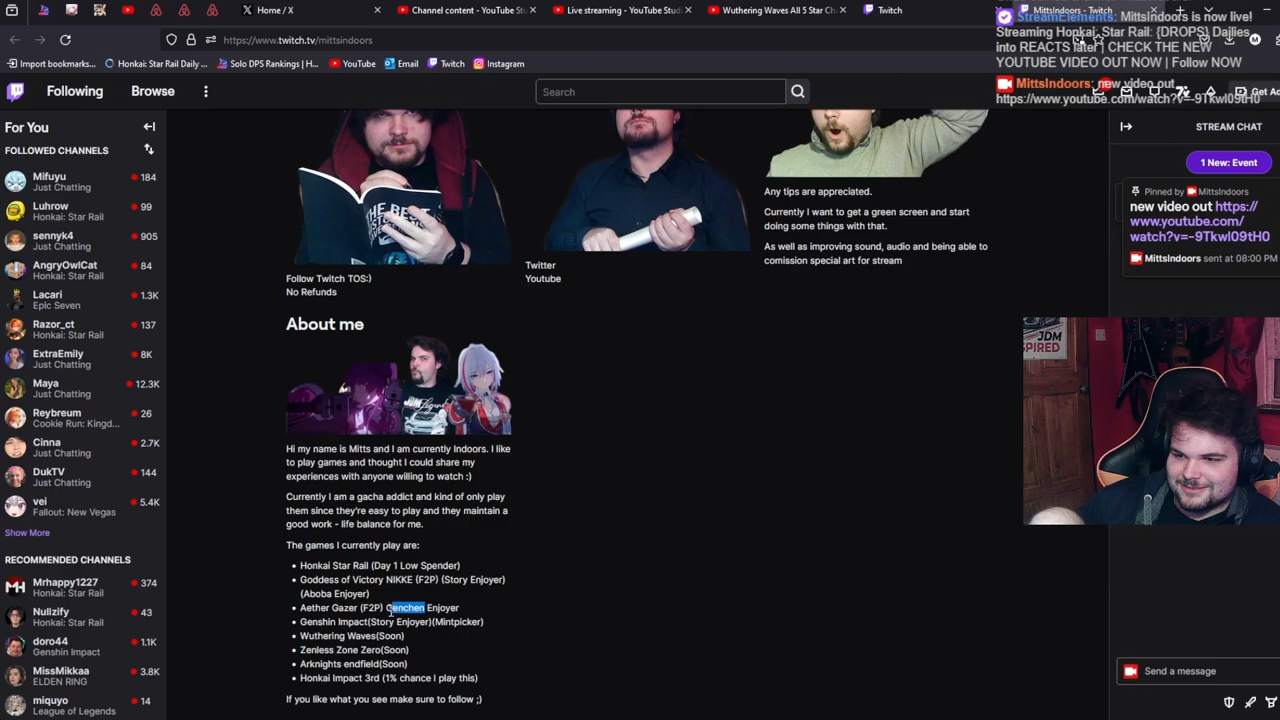 Home / X
Channel content - YouTube Stu
Live streaming - YouTube Studi
Wuthering Waves All 5 Star Ch
Twitch
MittsIndoors - Twitch
StreamElements: MittsIndoors is now live!
Streaming Honkai: Star Rail: {DROPS} Dailies
into REACTS later | CHECK THE NEW
YOUTUBE VIDEO OUT NOW | Follow NOW
MittsIndoors: new video out
https://www.youtube.com/watch?v=-9Tkwl09tH0
https://www.twitch.tv/mittsindoors
Import bookmarks...
Honkai: Star Rail Daily ...
Solo DPS Rankings | H...
YouTube
Email
Twitch
Instagram
Following
Browse
Search
Get Ad
For You
FOLLOWED CHANNELS
Mifuyu
184
Just Chatting
Luhrow
99
Honkai: Star Rail
sennyk4
905
Just Chatting
AngryOwlCat
84
Honkai: Star Rail
Lacari
1.3K
Epic Seven
Razor_ct
137
Honkai: Star Rail
ExtraEmily
8K
Just Chatting
Maya
12.3K
Just Chatting
Reybreum
26
Cookie Run: Kingd...
Cinna
2.7K
Just Chatting
DukTV
144
Just Chatting
vei
5.4K
Fallout: New Vegas
Show More
RECOMMENDED CHANNELS
Mrhappy1227
374
Honkai: Star Rail
Nullzify
43
Honkai: Star Rail
doro44
1.1K
Genshin Impact
MissMikkaa
3.8K
ELDEN RING
miquyo
14
League of Legends
THE BEST
Follow Twitch TOS:)
No Refunds
Twitter
Youtube
Any tips are appreciated.
Currently I want to get a green screen and start
doing some things with that.
As well as improving sound, audio and being able to
comission special art for stream
About me
Hi my name is Mitts and I am currently Indoors. I like
to play games and thought I could share my
experiences with anyone willing to watch :)
Currently I am a gacha addict and kind of only play
them since they're easy to play and they maintain a
good work - life balance for me.
The games I currently play are:
• Honkai Star Rail (Day 1 Low Spender)
• Goddess of Victory NIKKE (F2P) (Story Enjoyer)
(Aboba Enjoyer)
• Aether Gazer (F2P) Genchen Enjoyer
• Genshin Impact(Story Enjoyer)(Mintpicker)
• Wuthering Waves(Soon)
• Zenless Zone Zero(Soon)
• Arknights endfield(Soon)
• Honkai Impact 3rd (1% chance I play this)
If you like what you see make sure to follow ;)
STREAM CHAT
1 New: Event
Pinned by MittsIndoors
new video out https://
www.youtube.com/
watch?v=-9Tkwl09tH0
MittsIndoors sent at 08:00 PM
JDM
SPIRED
Send a message